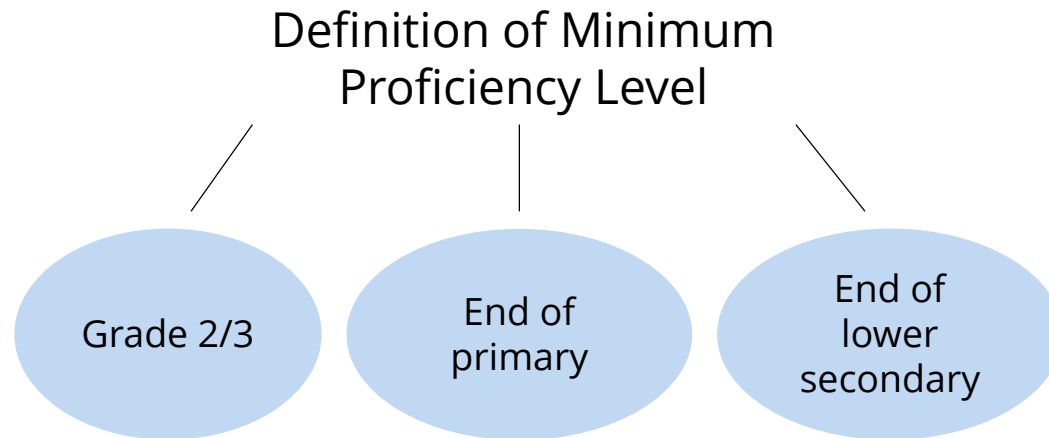 Definition of Minimum
Proficiency Level
Grade 2/3
End of
primary
End of
lower
secondary